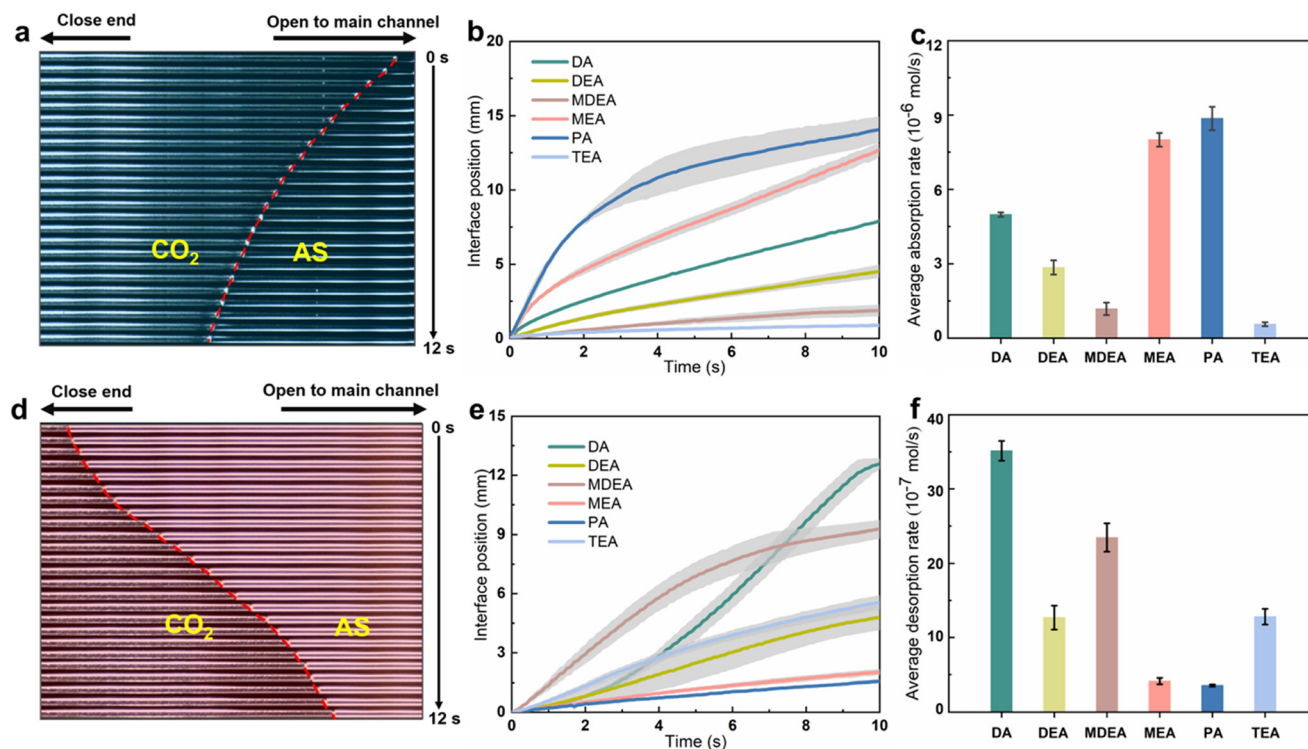 a
Close end
Open to main channel
0 s
12 s
CO₂
AS
b
20
15
10
5
0
Interface position (mm)
DA
DEA
MDEA
MEA
PA
TEA
0 2 4 6 8 10
Time (s)
c
12
9
6
3
0
Average absorption rate (10⁻⁶ mol/s)
DA DEA MDEA MEA PA TEA
d
Close end
Open to main channel
0 s
12 s
CO₂
AS
e
15
12
9
6
3
0
Interface position (mm)
DA
DEA
MDEA
MEA
PA
TEA
0 2 4 6 8 10
Time (s)
f
40
30
20
10
0
Average desorption rate (10⁻⁷ mol/s)
DA DEA MDEA MEA PA TEA